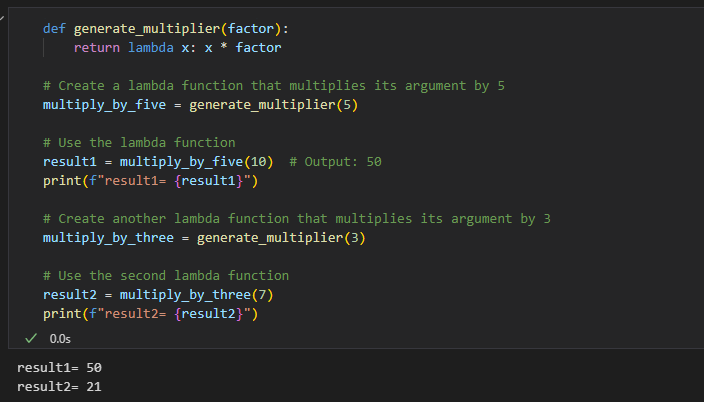 def generate_multiplier(factor):
    return lambda x: x * factor

# Create a lambda function that multiplies its argument by 5
multiply_by_five = generate_multiplier(5)

# Use the lambda function
result1 = multiply_by_five(10)  # Output: 50
print(f"result1= {result1}")

# Create another lambda function that multiplies its argument by 3
multiply_by_three = generate_multiplier(3)

# Use the second lambda function
result2 = multiply_by_three(7)
print(f"result2= {result2}")
0.0s
result1= 50
result2= 21